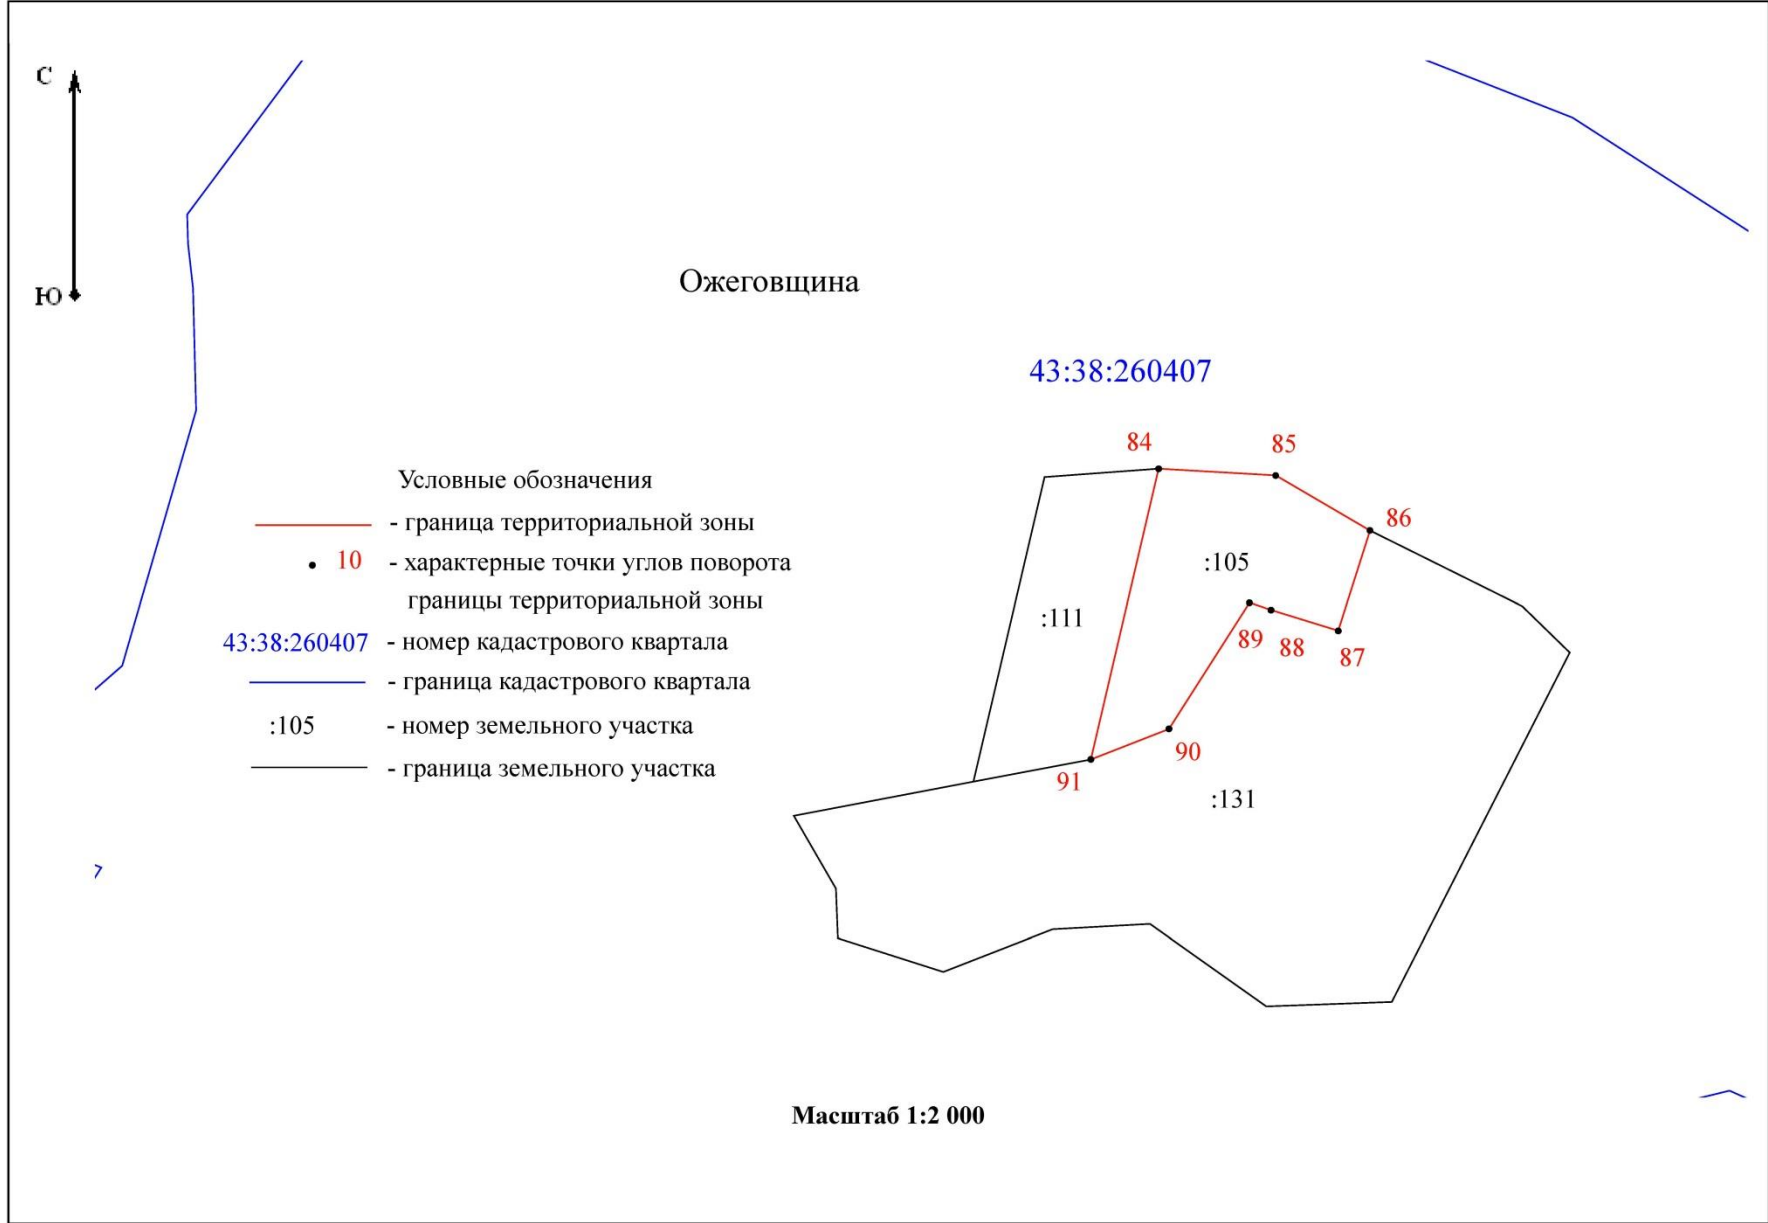 С
Ю
Ожеговщина
43:38:260407
84
85
86
:105
:111
89
88
87
90
91
:131
Условные обозначения
- граница территориальной зоны
10 - характерные точки углов поворота
границы территориальной зоны
43:38:260407 - номер кадастрового квартала
- граница кадастрового квартала
:105 - номер земельного участка
- граница земельного участка
Масштаб 1:2 000